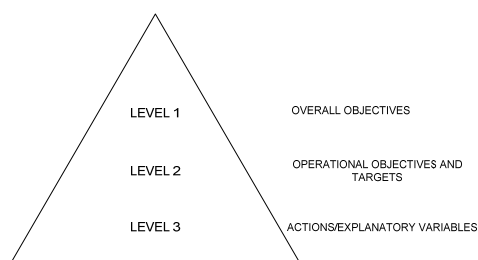 LEVEL 1
OVERALL OBJECTIVES
LEVEL 2
OPERATIONAL OBJECTIVES AND
TARGETS
LEVEL 3
ACTIONS/EXPLANATORY VARIABLES